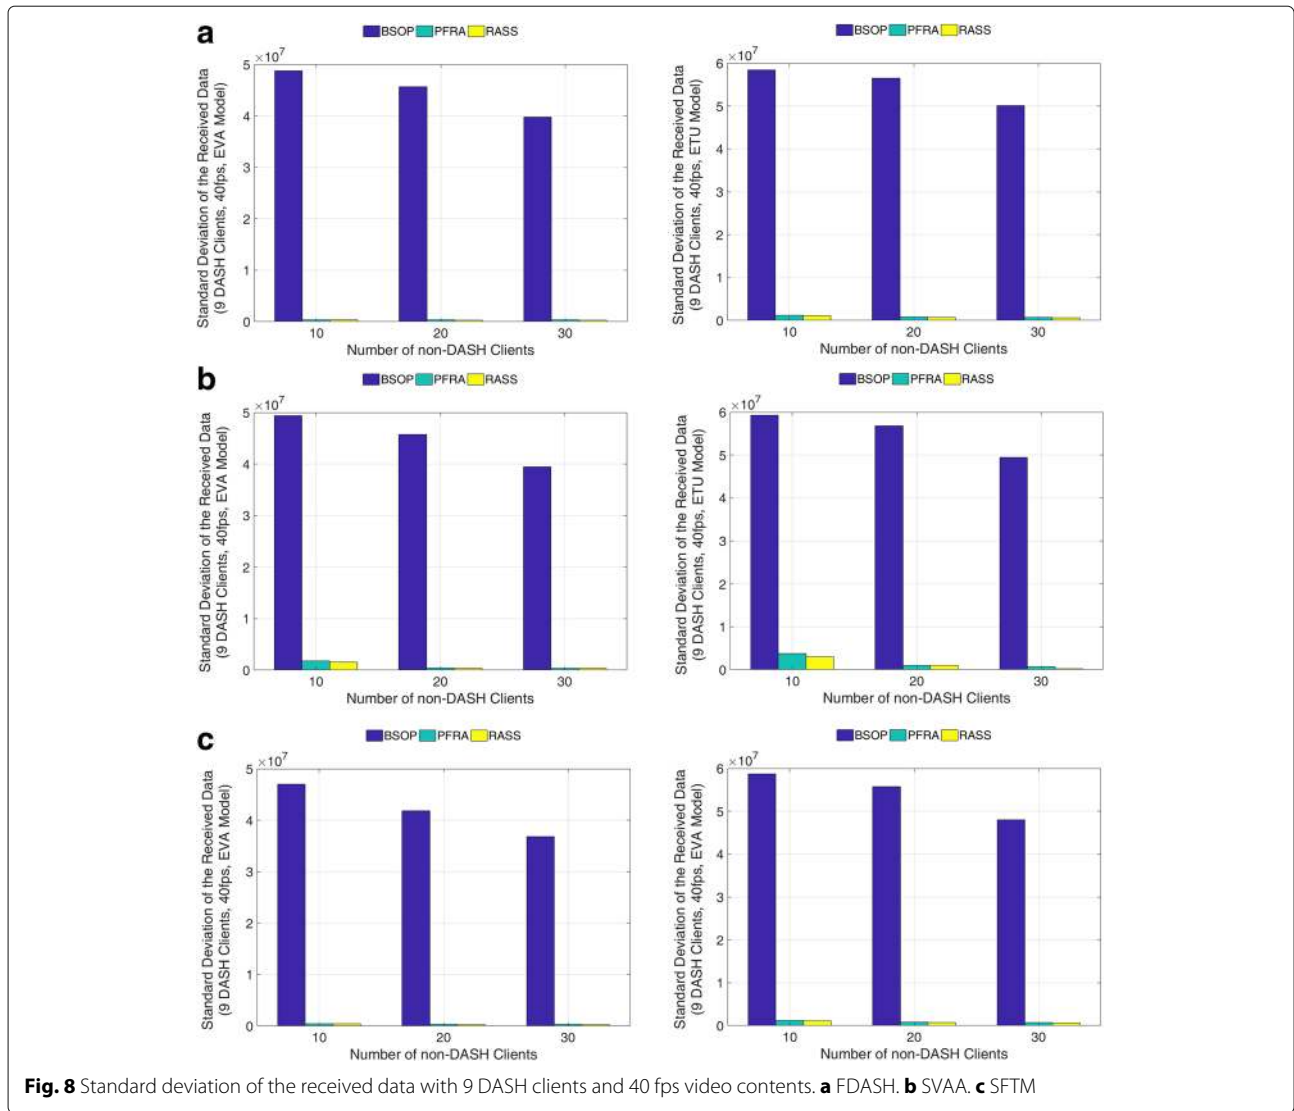 a
BSOP PFRA RASS
×10^7
Standard Deviation of the Received Data
(9 DASH Clients, 40fps, EVA Model)
5
4
3
2
1
0
10 20 30
Number of non-DASH Clients
BSOP PFRA RASS
×10^7
Standard Deviation of the Received Data
(9 DASH Clients, 40fps, ETU Model)
6
5
4
3
2
1
0
10 20 30
Number of non-DASH Clients
b
BSOP PFRA RASS
×10^7
Standard Deviation of the Received Data
(9 DASH Clients, 40fps, EVA Model)
5
4
3
2
1
0
10 20 30
Number of non-DASH Clients
BSOP PFRA RASS
×10^7
Standard Deviation of the Received Data
(9 DASH Clients, 40fps, ETU Model)
6
5
4
3
2
1
0
10 20 30
Number of non-DASH Clients
c
BSOP PFRA RASS
×10^7
Standard Deviation of the Received Data
(9 DASH Clients, 40fps, EVA Model)
5
4
3
2
1
0
10 20 30
Number of non-DASH Clients
BSOP PFRA RASS
×10^7
Standard Deviation of the Received Data
(9 DASH Clients, 40fps, EVA Model)
6
5
4
3
2
1
0
10 20 30
Number of non-DASH Clients
Fig. 8 Standard deviation of the received data with 9 DASH clients and 40 fps video contents. a FDASH. b SVAA. c SFTM